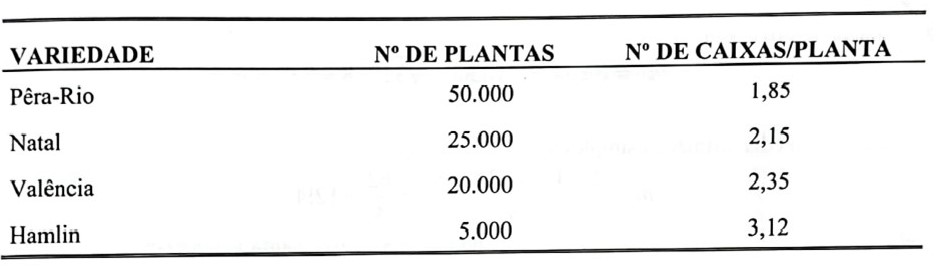 VARIEDADE Nº DE PLANTAS Nº DE CAIXAS/PLANTA
Pêra-Rio 50.000 1,85
Natal 25.000 2,15
Valência 20.000 2,35
Hamlin 5.000 3,12